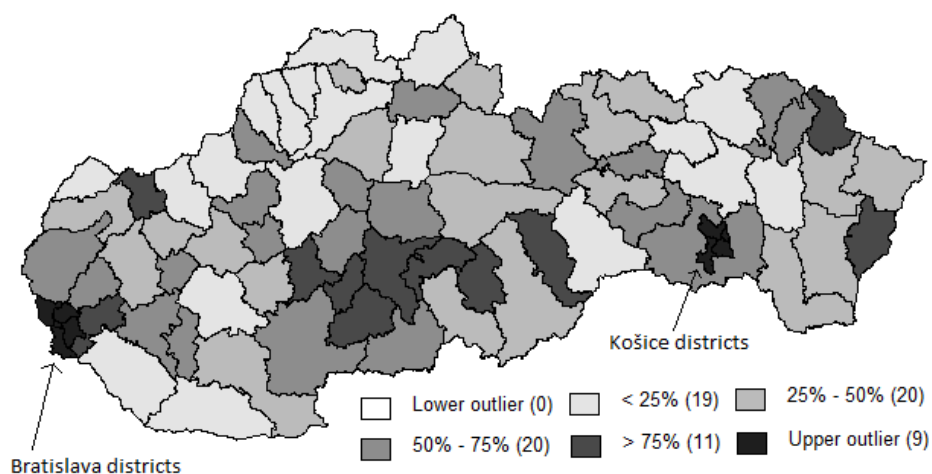 Košice districts
Lower outlier (0) < 25% (19) 25% - 50% (20)
50% - 75% (20) > 75% (11) Upper outlier (9)
Bratislava districts